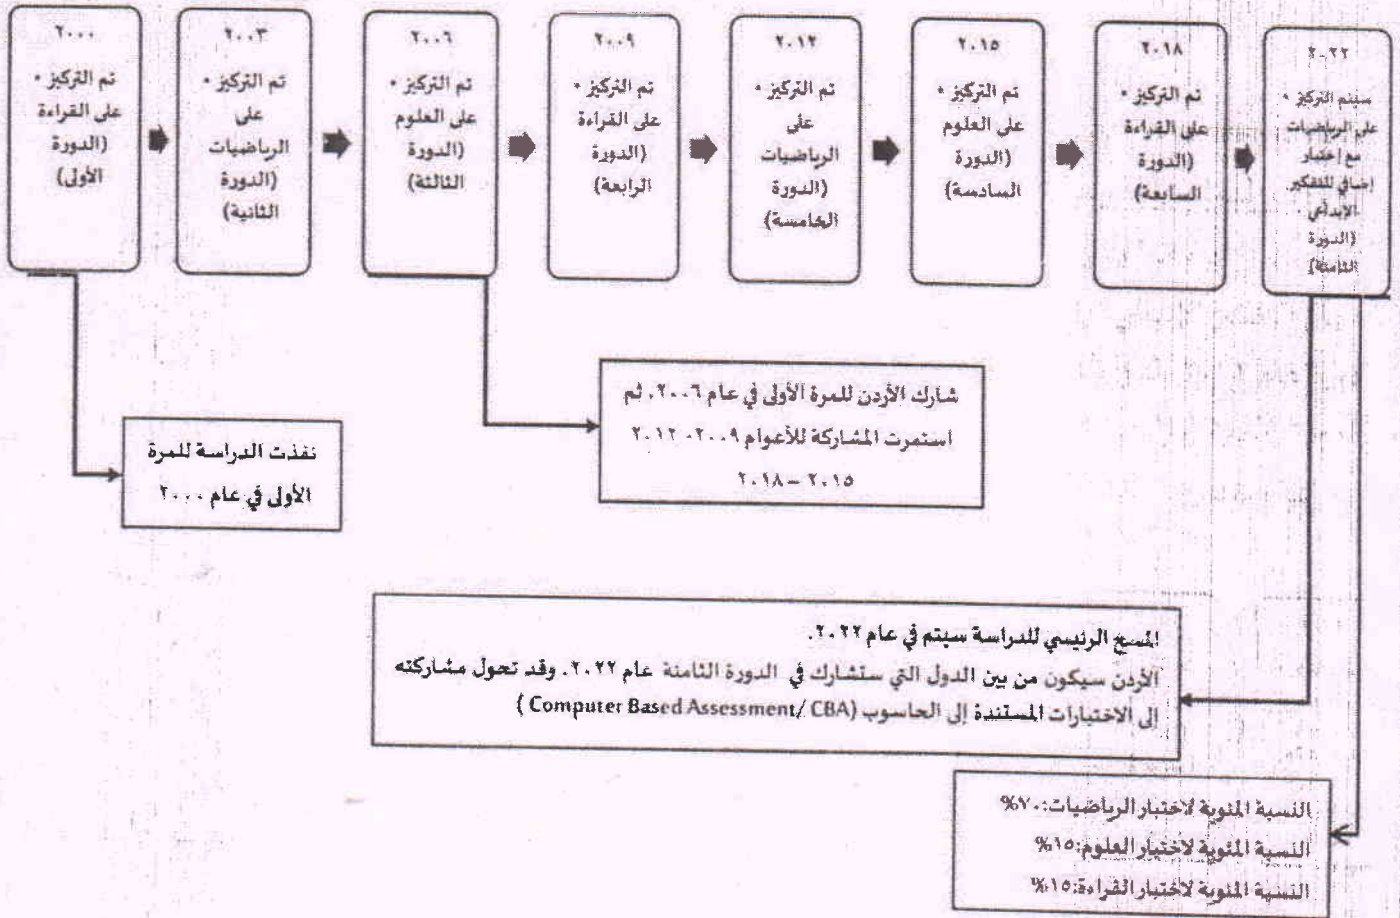 ٢٠٠٠
تم التركيز •
على القراءة
(الدورة
الأولى)
٢٠٠٣
تم التركيز •
على
الرياضيات
(الدورة
الثانية)
٢٠٠٦
تم التركيز •
على العلوم
(الدورة
الثالثة)
٢٠٠٩
تم التركيز •
على القراءة
(الدورة
الرابعة)
٢٠١٢
تم التركيز •
على
الرياضيات
(الدورة
الخامسة)
٢٠١٥
تم التركيز •
على العلوم
(الدورة
السادسة)
٢٠١٨
تم التركيز •
على القراءة
(الدورة
السابعة)
٢٠٢٢
سيتم التركيز •
على الرياضيات
مع اختبار
إضافي للتفكير
الإبداعي
(الدورة
الثامنة)
نفذت الدراسة للمرة
الأولى في عام ٢٠٠٠
شارك الأردن للمرة الأولى في عام ٢٠٠٦، ثم
استمرت المشاركة للأعوام ٢٠٠٩- ٢٠١٢
٢٠١٥ – ٢٠١٨
المسح الرئيسي للدراسة سيتم في عام ٢٠٢٢.
الأردن سيكون من بين الدول التي ستشارك في الدورة الثامنة عام ٢٠٢٢. وقد تحول مشاركته
إلى الاختبارات المستندة إلى الحاسوب (Computer Based Assessment/ CBA )
النسبة المئوية لاختبار الرياضيات:٧٠%
النسبة المئوية لاختبار العلوم:١٥%
النسبة المئوية لاختبار القراءة:١٥%